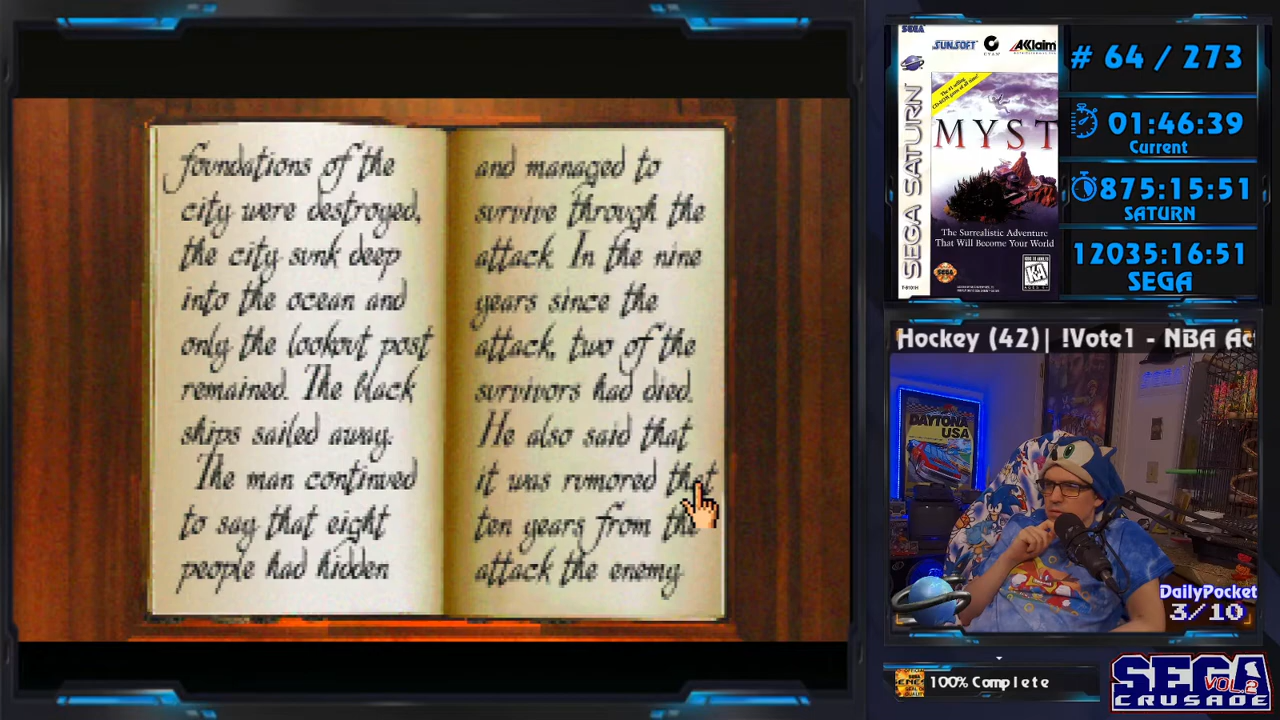 foundations of the
city were destroyed,
the city sunk deep
into the ocean and
only the lookout post
remained. The black
ships sailed away.
The man continued
to say that eight
people had hidden
and managed to
survive through the
attack. In the nine
years since the
attack, two of the
survivors had died.
He also said that
it was rumored that
ten years from the
attack the enemy
SEGA
SUNSOFT
CYAN
AKklaim
SEGA SATURN
MYST
The Surrealistic Adventure
That Will Become Your World
SEGA
K-A
# 64 / 273
01:46:39
Current
875:15:51
SATURN
12035:16:51
SEGA
Hockey (42)| !Vote1 - NBA Ac
DAYTONA
USA
DailyPocket
3/10
100% Complete
SEGA
VOL.2
CRUSADE